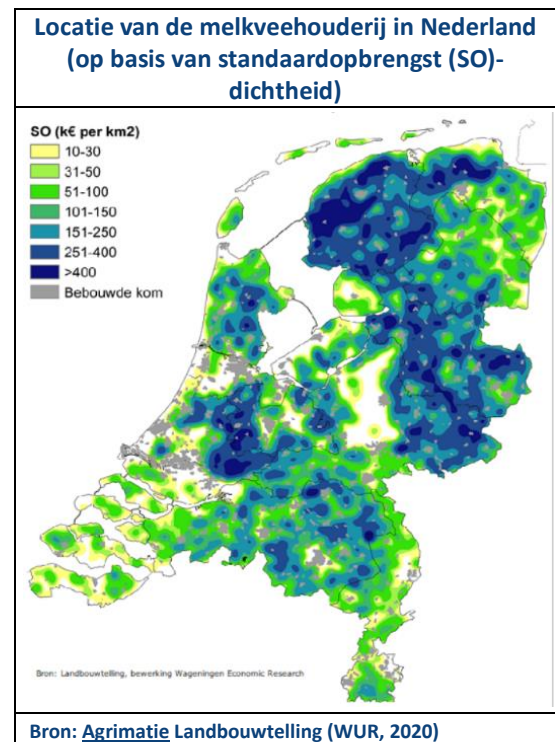 Locatie van de melkveehouderij in Nederland
(op basis van standaardopbrengst (SO)-
dichtheid)
SO (k€ per km2)
10-30
31-50
51-100
101-150
151-250
251-400
>400
Bebouwde kom
Bron: Landbouwtelling, bewerking Wageningen Economic Research
Bron: Agrimatie Landbouwtelling (WUR, 2020)